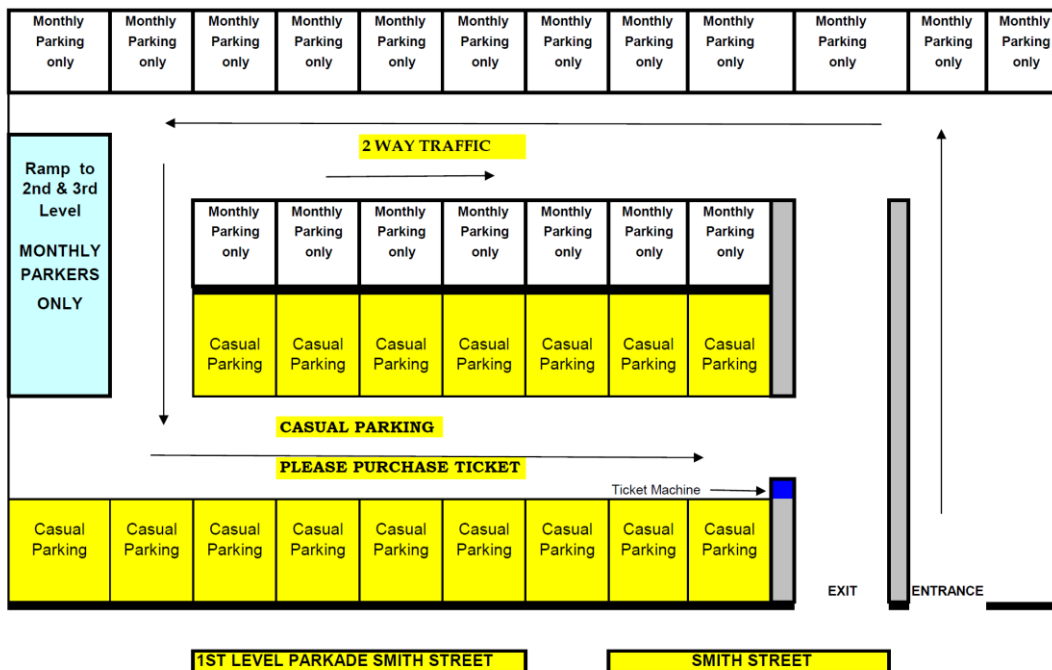 Monthly Parking only
Monthly Parking only
Monthly Parking only
Monthly Parking only
Monthly Parking only
Monthly Parking only
Monthly Parking only
Monthly Parking only
Monthly Parking only
Monthly Parking only
Monthly Parking only
Monthly Parking only
2 WAY TRAFFIC
Ramp to
2nd & 3rd
Level
MONTHLY
PARKERS
ONLY
Monthly Parking only
Monthly Parking only
Monthly Parking only
Monthly Parking only
Monthly Parking only
Monthly Parking only
Monthly Parking only
Casual Parking
Casual Parking
Casual Parking
Casual Parking
Casual Parking
Casual Parking
Casual Parking
CASUAL PARKING
PLEASE PURCHASE TICKET
Ticket Machine
Casual Parking
Casual Parking
Casual Parking
Casual Parking
Casual Parking
Casual Parking
Casual Parking
Casual Parking
Casual Parking
EXIT
ENTRANCE
1ST LEVEL PARKADE SMITH STREET
SMITH STREET